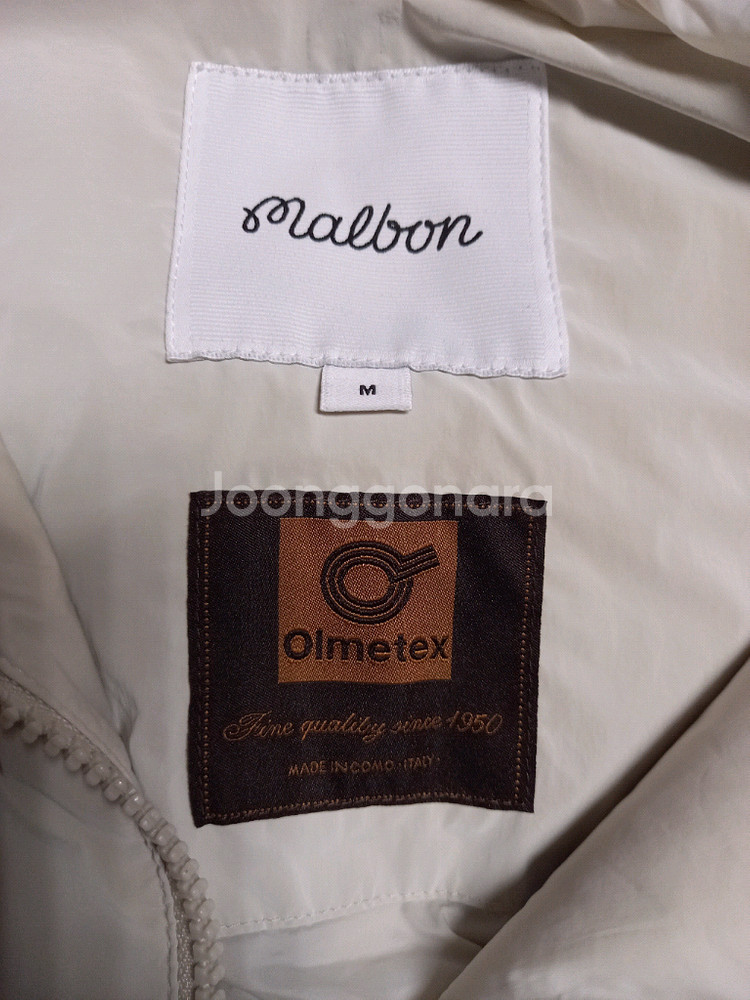 malbon
M
Joonggonara
Olmetex
Fine quality since 1950
MADE IN COMO · ITALY ·